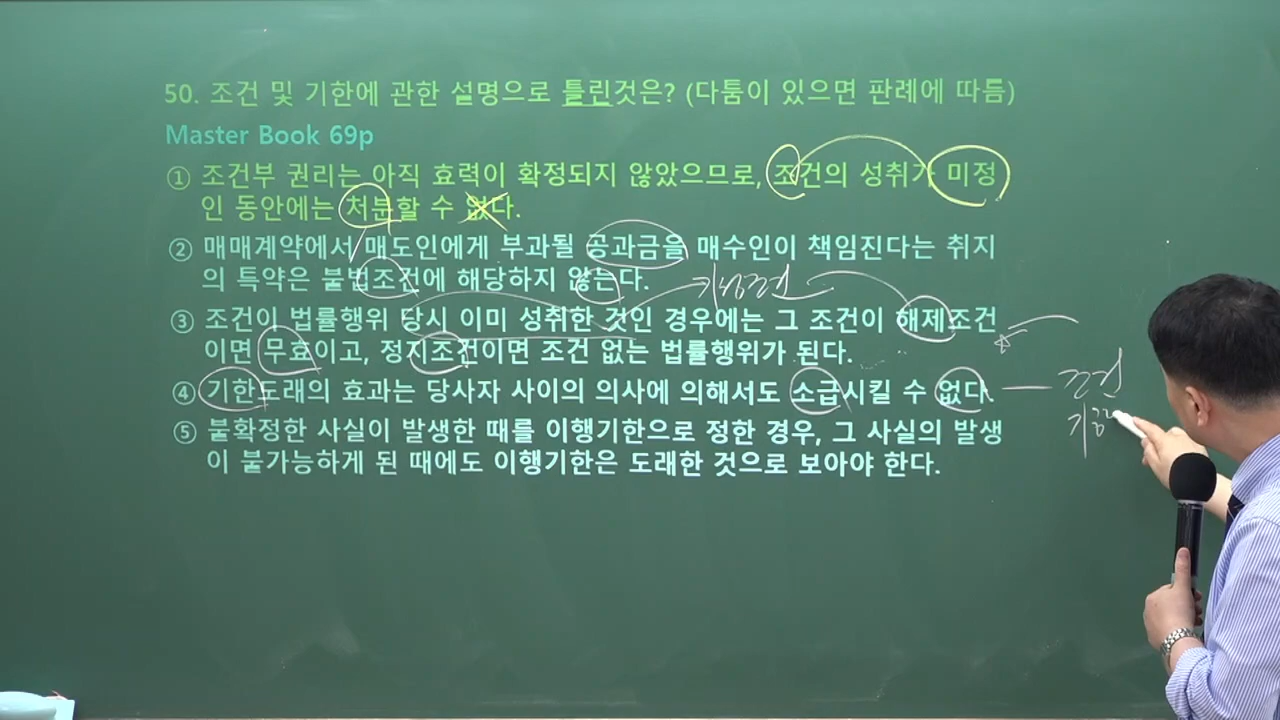 50. 조건 및 기한에 관한 설명으로 틀린것은? (다툼이 있으면 판례에 따름)
Master Book 69p
① 조건부 권리는 아직 효력이 확정되지 않았으므로, 조건의 성취가 미정
인 동안에는 처분할 수 없다.
② 매매계약에서 매도인에게 부과될 공과금을 매수인이 책임진다는 취지
의 특약은 불법조건에 해당하지 않는다.
기성조건
③ 조건이 법률행위 당시 이미 성취한 것인 경우에는 그 조건이 해제조건
이면 무효이고, 정지조건이면 조건 없는 법률행위가 된다.
④ 기한도래의 효과는 당사자 사이의 의사에 의해서도 소급시킬 수 없다.
조건
⑤ 불확정한 사실이 발생한 때를 이행기한으로 정한 경우, 그 사실의 발생
이 불가능하게 된 때에도 이행기한은 도래한 것으로 보아야 한다.